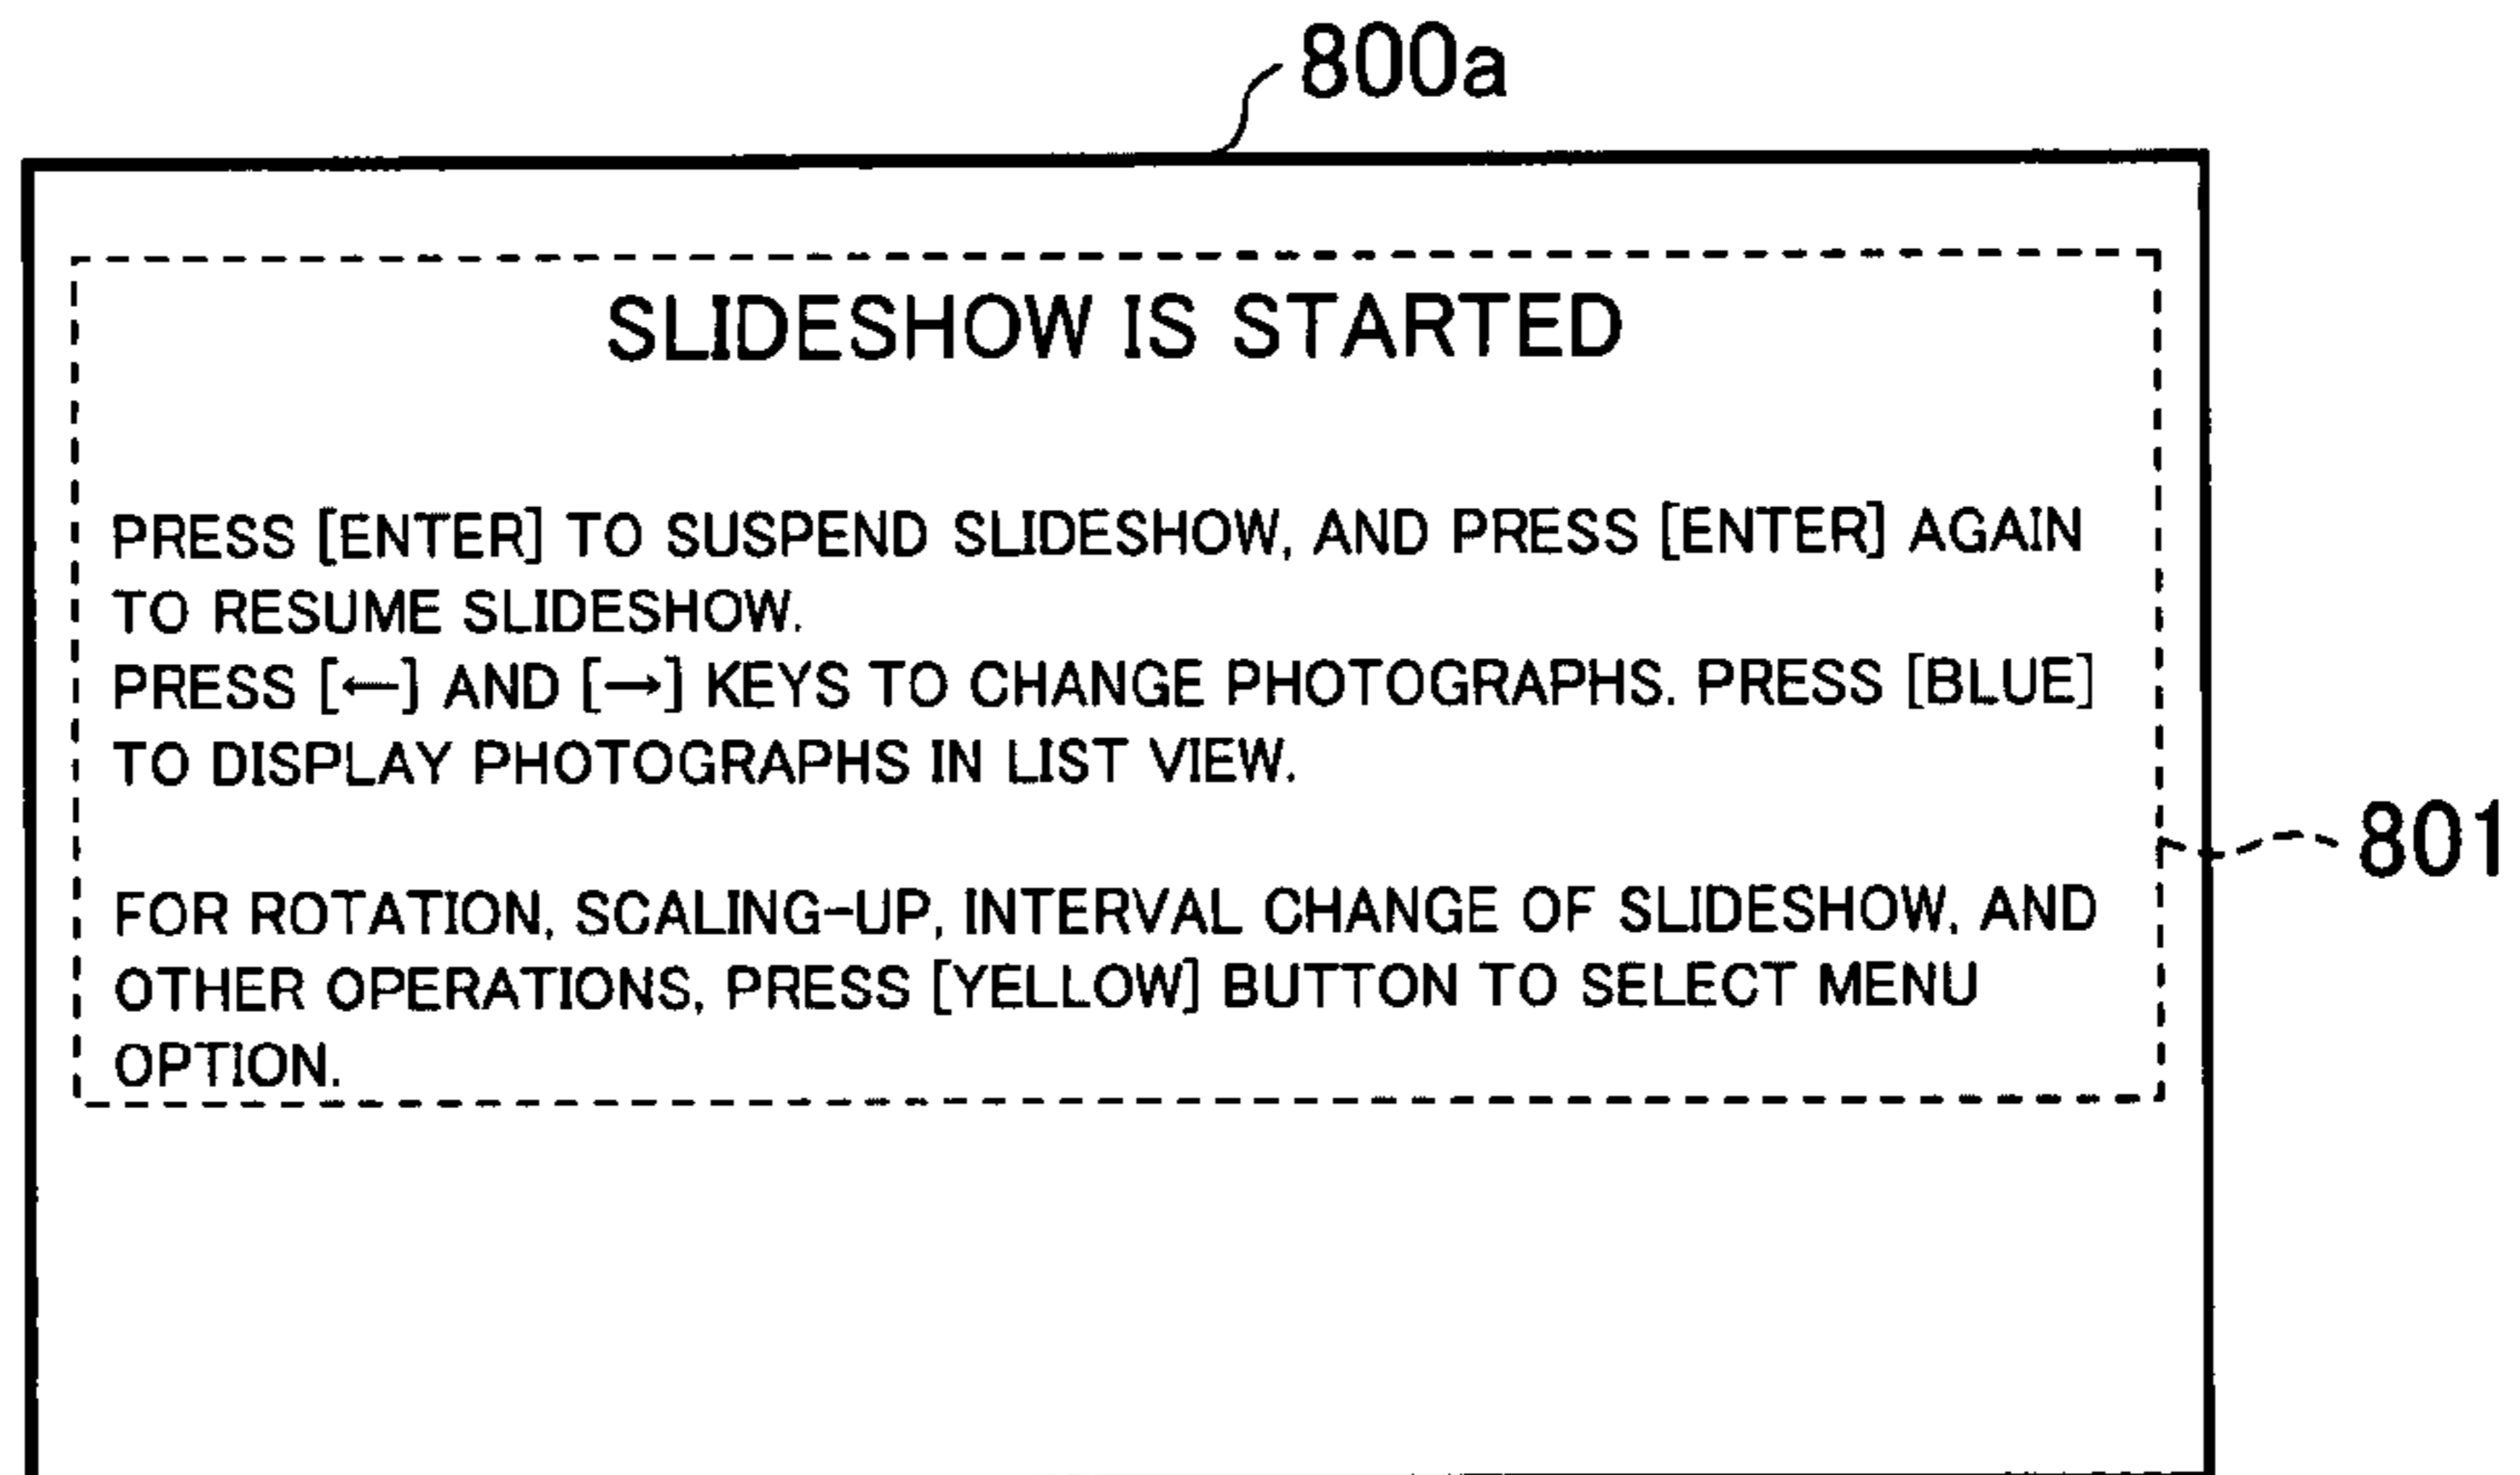 800a
SLIDESHOW IS STARTED
PRESS [ENTER] TO SUSPEND SLIDESHOW, AND PRESS [ENTER] AGAIN
TO RESUME SLIDESHOW.
PRESS [←] AND [→] KEYS TO CHANGE PHOTOGRAPHS. PRESS [BLUE]
TO DISPLAY PHOTOGRAPHS IN LIST VIEW.
801
FOR ROTATION, SCALING-UP, INTERVAL CHANGE OF SLIDESHOW, AND
OTHER OPERATIONS, PRESS [YELLOW] BUTTON TO SELECT MENU
OPTION.